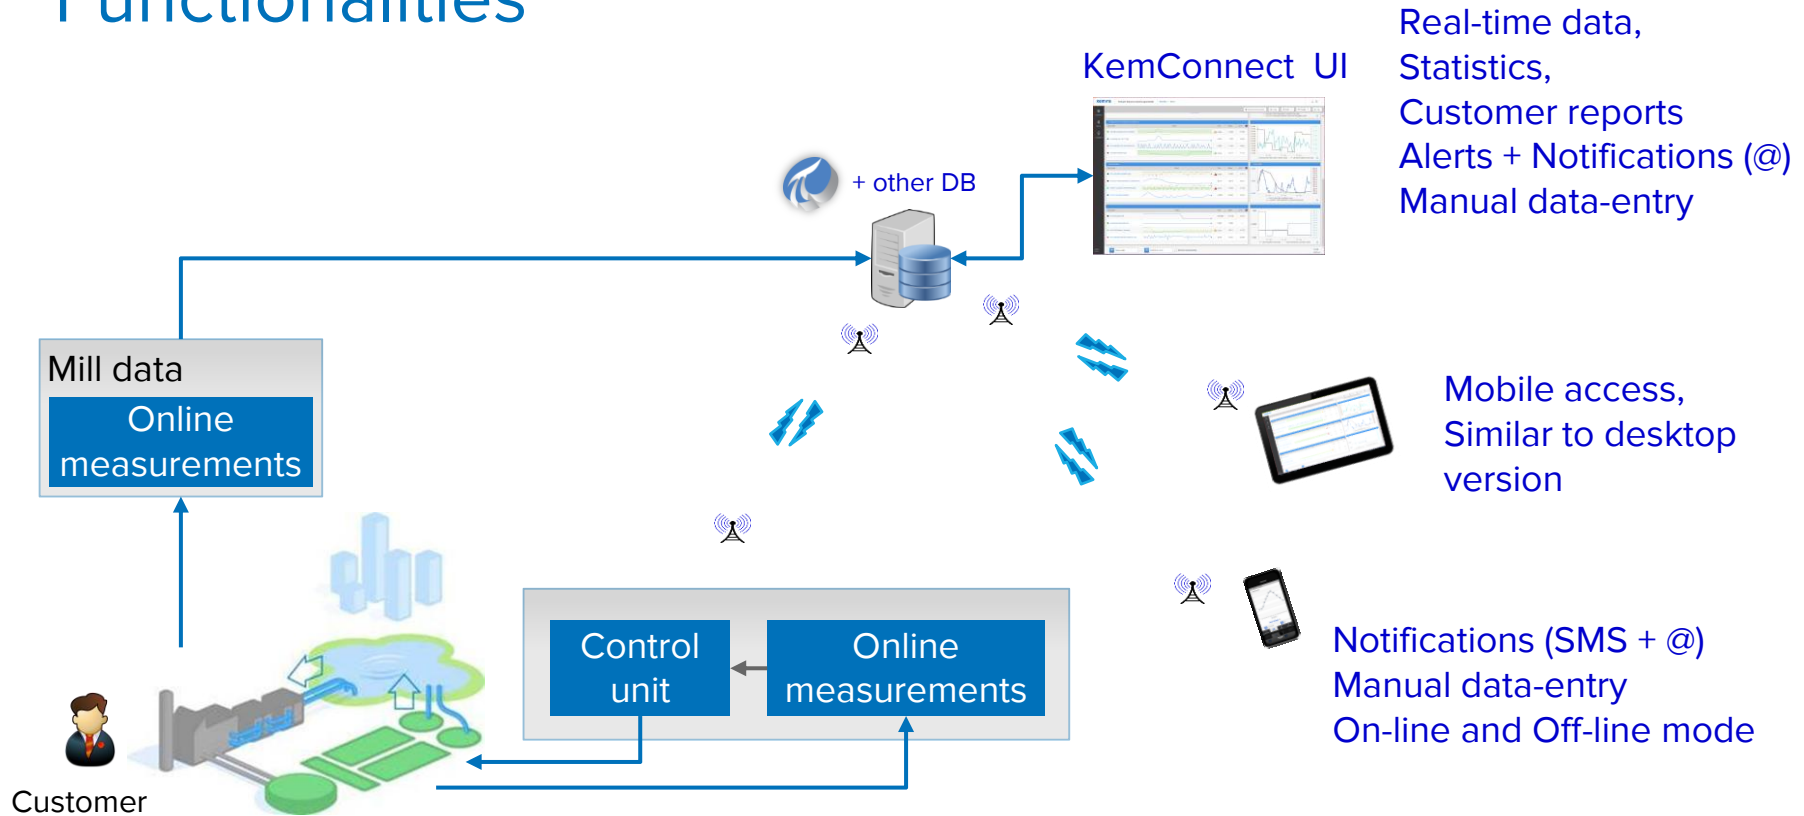 Functionalities
KemConnect UI
Real-time data,
Statistics,
Customer reports
Alerts + Notifications (@)
Manual data-entry
+ other DB
Mill data
Online
measurements
Mobile access,
Similar to desktop
version
Control
unit
Online
measurements
Notifications (SMS + @)
Manual data-entry
On-line and Off-line mode
Customer